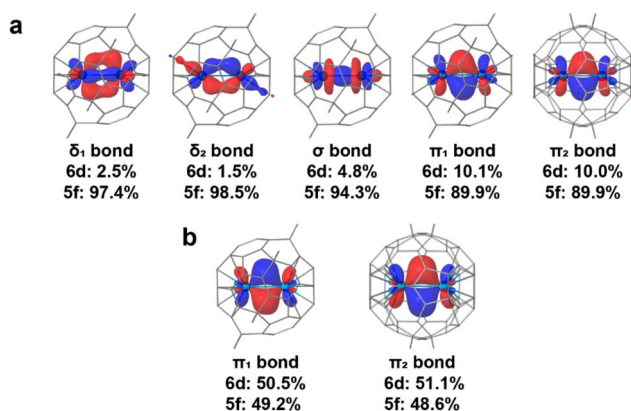 a
δ₁ bond
6d: 2.5%
5f: 97.4%
δ₂ bond
6d: 1.5%
5f: 98.5%
σ bond
6d: 4.8%
5f: 94.3%
π₁ bond
6d: 10.1%
5f: 89.9%
π₂ bond
6d: 10.0%
5f: 89.9%
b
π₁ bond
6d: 50.5%
5f: 49.2%
π₂ bond
6d: 51.1%
5f: 48.6%